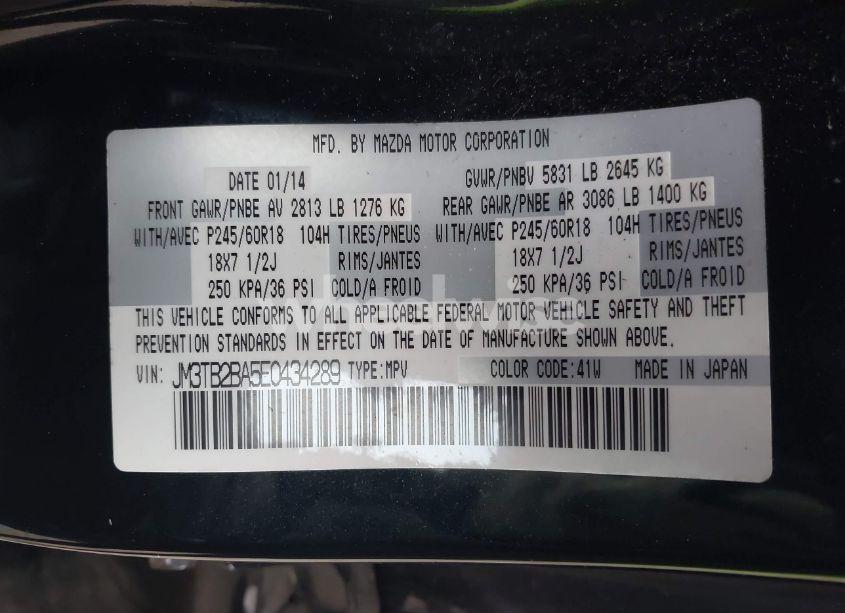 MFD. BY MAZDA MOTOR CORPORATION
DATE 01/14 GVWR/PNBV 5831 LB 2645 KG
FRONT GAWR/PNBE AV 2813 LB 1276 KG REAR GAWR/PNBE AR 3086 LB 1400 KG
WITH/AVEC P245/60R18 104H TIRES/PNEUS WITH/AVEC P245/60R18 104H TIRES/PNEUS
18X7 1/2J RIMS/JANTES 18X7 1/2J RIMS/JANTES
250 KPA/36 PSI COLD/A FROID 250 KPA/36 PSI COLD/A FROID
THIS VEHICLE CONFORMS TO ALL APPLICABLE FEDERAL MOTOR VEHICLE SAFETY AND THEFT
PREVENTION STANDARDS IN EFFECT ON THE DATE OF MANUFACTURE SHOWN ABOVE.
VIN: JM3TB2BA5E0434289 TYPE:MPV COLOR CODE:41W MADE IN JAPAN